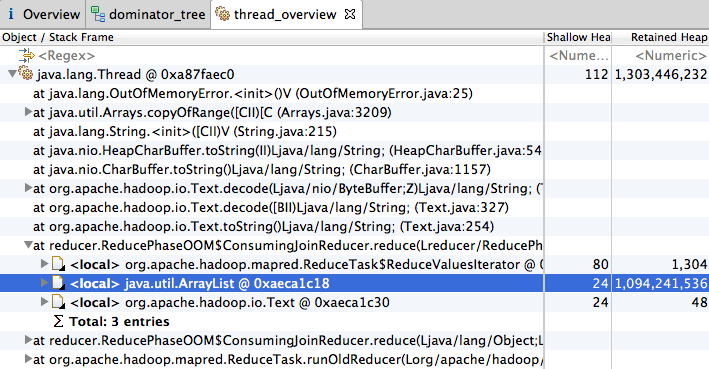 i Overview dominator_tree thread_overview
Object / Stack Frame Shallow Hea Retained Heap
<Regex> <Nume... <Numeric>
java.lang.Thread @ 0xa87faec0 112 1,303,446,232
at java.lang.OutOfMemoryError.<init>()V (OutOfMemoryError.java:25)
at java.util.Arrays.copyOfRange([CII)[C (Arrays.java:3209)
at java.lang.String.<init>([CII)V (String.java:215)
at java.nio.HeapCharBuffer.toString(II)Ljava/lang/String; (HeapCharBuffer.java:54
at java.nio.CharBuffer.toString()Ljava/lang/String; (CharBuffer.java:1157)
at org.apache.hadoop.io.Text.decode(Ljava/nio/ByteBuffer;Z)Ljava/lang/String; (T
at org.apache.hadoop.io.Text.decode([BII)Ljava/lang/String; (Text.java:327)
at org.apache.hadoop.io.Text.toString()Ljava/lang/String; (Text.java:254)
at reducer.ReducePhaseOOM$ConsumingJoinReducer.reduce(Lreducer/ReducePh
<local> org.apache.hadoop.mapred.ReduceTask$ReduceValuesIterator @ 0x 80 1,304
<local> java.util.ArrayList @ 0xaeca1c18 24 1,094,241,536
<local> org.apache.hadoop.io.Text @ 0xaeca1c30 24 48
Σ Total: 3 entries
at reducer.ReducePhaseOOM$ConsumingJoinReducer.reduce(Ljava/lang/Object;L
at org.apache.hadoop.mapred.ReduceTask.runOldReducer(Lorg/apache/hadoop/